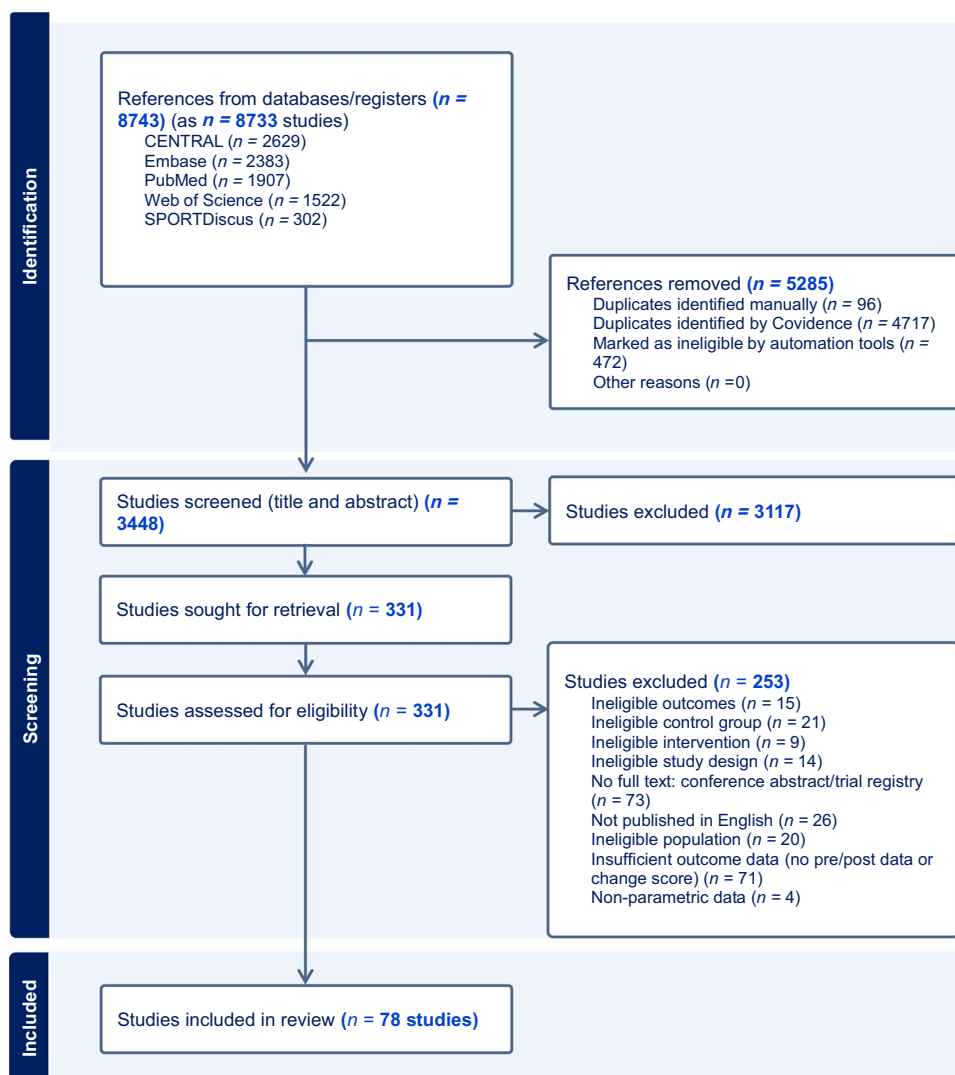 Identification
References from databases/registers (n =
8743) (as n = 8733 studies)
CENTRAL (n = 2629)
Embase (n = 2383)
PubMed (n = 1907)
Web of Science (n = 1522)
SPORTDiscus (n = 302)
References removed (n = 5285)
Duplicates identified manually (n = 96)
Duplicates identified by Covidence (n = 4717)
Marked as ineligible by automation tools (n =
472)
Other reasons (n =0)
Screening
Studies screened (title and abstract) (n =
3448)
Studies excluded (n = 3117)
Studies sought for retrieval (n = 331)
Studies assessed for eligibility (n = 331)
Studies excluded (n = 253)
Ineligible outcomes (n = 15)
Ineligible control group (n = 21)
Ineligible intervention (n = 9)
Ineligible study design (n = 14)
No full text: conference abstract/trial registry
(n = 73)
Not published in English (n = 26)
Ineligible population (n = 20)
Insufficient outcome data (no pre/post data or
change score) (n = 71)
Non-parametric data (n = 4)
Included
Studies included in review (n = 78 studies)